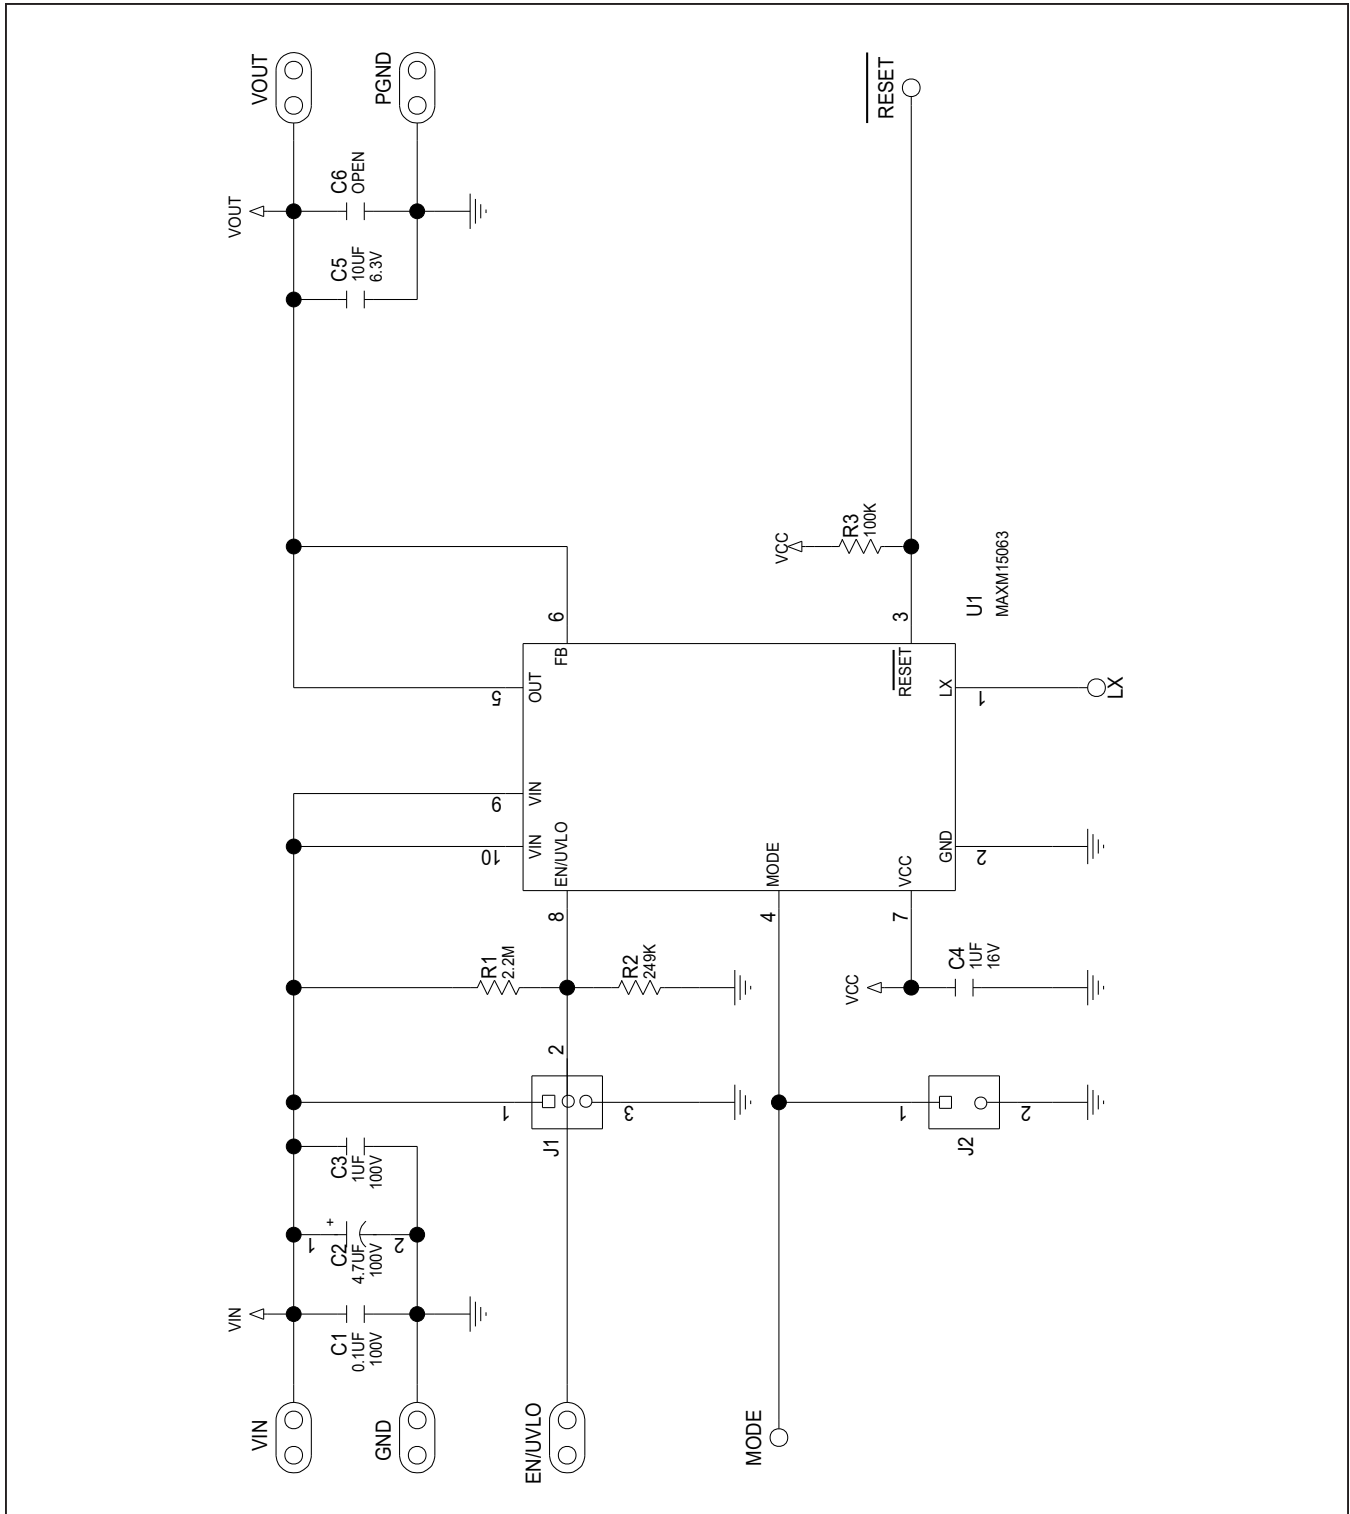 VIN
VIN
C1
0.1UF
100V
1
+
C2
4.7UF
100V
2
C3
1UF
100V
GND
EN/UVLO
1
J1
2
3
R1
2.2M
R2
249K
MODE
1
J2
2
VCC
C4
1UF
16V
10
VIN
9
VIN
5
OUT
8
EN/UVLO
6
FB
4
MODE
7
VCC
2
GND
1
LX
LX
3
RESET
U1
MAXM15063
VCC
R3
100K
RESET
VOUT
C5
10UF
6.3V
C6
OPEN
VOUT
PGND